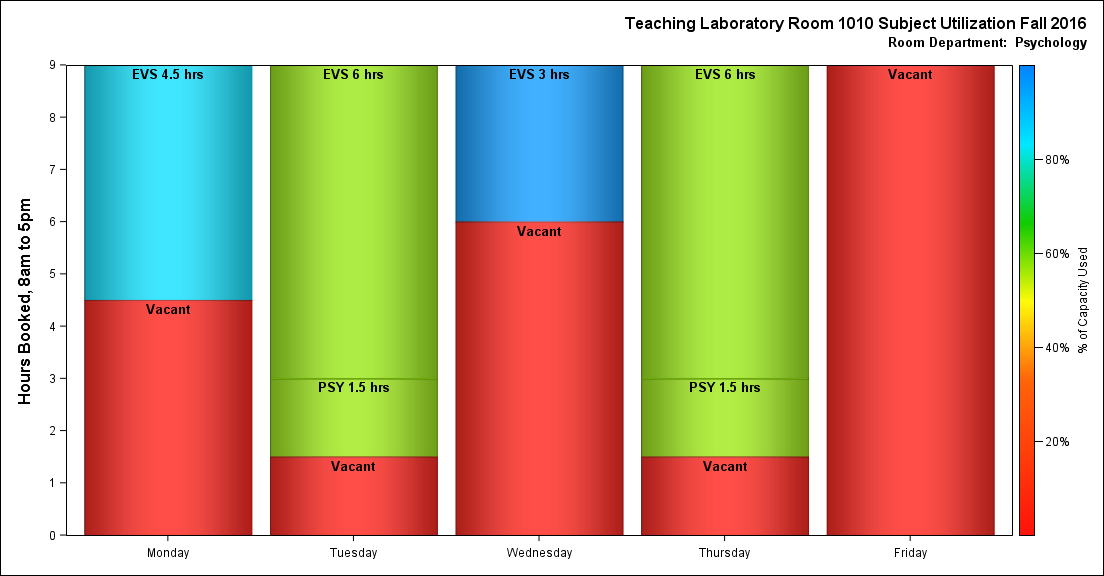 Teaching Laboratory Room 1010 Subject Utilization Fall 2016
Room Department:  Psychology
Hours Booked, 8am to 5pm
9
8
7
6
5
4
3
2
1
0
EVS 4.5 hrs
Vacant
EVS 6 hrs
PSY 1.5 hrs
Vacant
EVS 3 hrs
Vacant
EVS 6 hrs
PSY 1.5 hrs
Vacant
Vacant
Monday
Tuesday
Wednesday
Thursday
Friday
80%
60%
40%
20%
% of Capacity Used